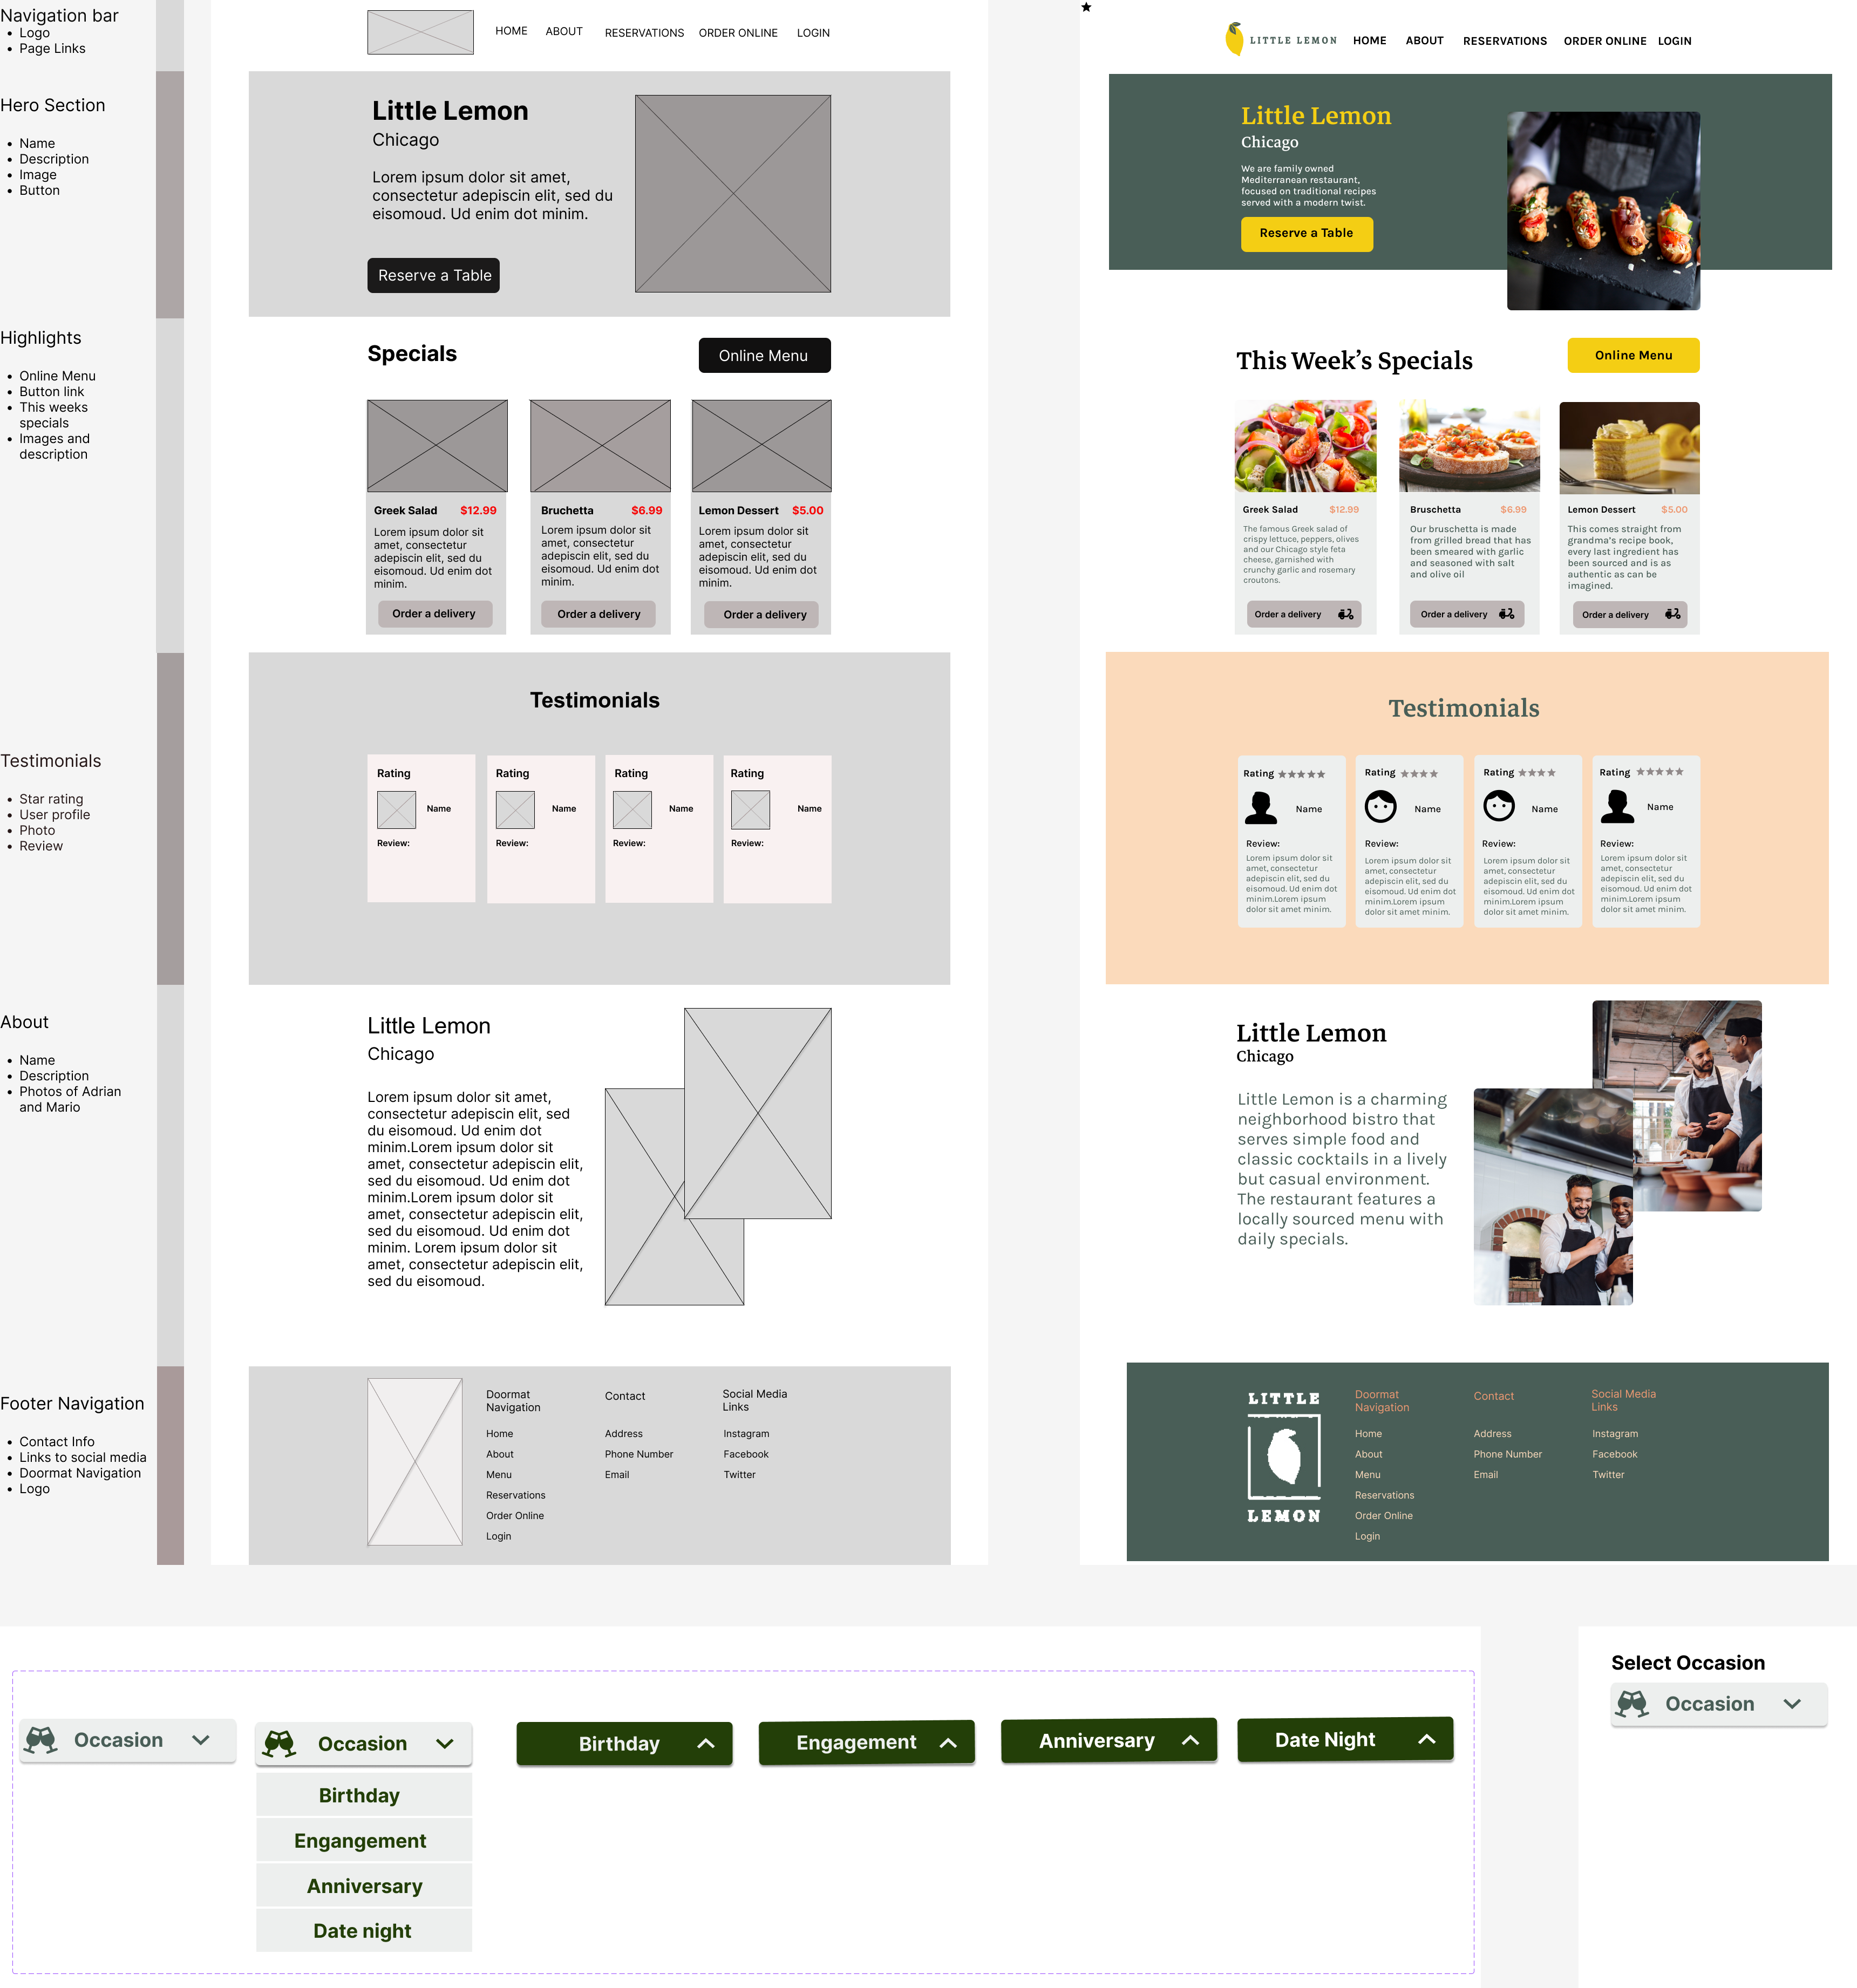 Navigation bar
Logo
Page Links
Hero Section
Name
Description
Image
Button
Highlights
Online Menu
Button link
This weeks
specials
Images and
description
Testimonials
Star rating
User profile
Photo
Review
About
Name
Description
Photos of Adrian
and Mario
Footer Navigation
Contact Info
Links to social media
Doormat Navigation
Logo
HOME ABOUT RESERVATIONS ORDER ONLINE LOGIN
Little Lemon
Chicago
Lorem ipsum dolor sit amet,
consectetur adepiscin elit, sed du
eisomoud. Ud enim dot minim.
Reserve a Table
Specials
Online Menu
Greek Salad $12.99
Lorem ipsum dolor sit
amet, consectetur
adepiscin elit, sed du
eisomoud. Ud enim dot
minim.
Order a delivery
Bruchetta $6.99
Lorem ipsum dolor sit
amet, consectetur
adepiscin elit, sed du
eisomoud. Ud enim dot
minim.
Order a delivery
Lemon Dessert $5.00
Lorem ipsum dolor sit
amet, consectetur
adepiscin elit, sed du
eisomoud. Ud enim dot
minim.
Order a delivery
Testimonials
Rating
Name
Review:
Rating
Name
Review:
Rating
Name
Review:
Rating
Name
Review:
Little Lemon
Chicago
Lorem ipsum dolor sit amet,
consectetur adepiscin elit, sed
du eisomoud. Ud enim dot
minim.Lorem ipsum dolor sit
amet, consectetur adepiscin elit,
sed du eisomoud. Ud enim dot
minim.Lorem ipsum dolor sit
amet, consectetur adepiscin elit,
sed du eisomoud. Ud enim dot
minim. Lorem ipsum dolor sit
amet, consectetur adepiscin elit,
sed du eisomoud.
Doormat
Navigation
Home
About
Menu
Reservations
Order Online
Login
Contact
Address
Phone Number
Email
Social Media
Links
Instagram
Facebook
Twitter
LITTLE LEMON HOME ABOUT RESERVATIONS ORDER ONLINE LOGIN
Little Lemon
Chicago
We are family owned
Mediterranean restaurant,
focused on traditional recipes
served with a modern twist.
Reserve a Table
This Week’s Specials
Online Menu
Greek Salad $12.99
The famous Greek salad of
crispy lettuce, peppers, olives
and our Chicago style feta
cheese, garnished with
crunchy garlic and rosemary
croutons.
Order a delivery
Bruschetta $6.99
Our bruschetta is made
from grilled bread that has
been smeared with garlic
and seasoned with salt
and olive oil
Order a delivery
Lemon Dessert $5.00
This comes straight from
grandma’s recipe book,
every last ingredient has
been sourced and is as
authentic as can be
imagined.
Order a delivery
Testimonials
Rating
Name
Review:
Lorem ipsum dolor sit
amet, consectetur
adepiscin elit, sed du
eisomoud. Ud enim dot
minim.Lorem ipsum
dolor sit amet minim.
Rating
Name
Review:
Lorem ipsum dolor sit
amet, consectetur
adepiscin elit, sed du
eisomoud. Ud enim dot
minim.Lorem ipsum
dolor sit amet minim.
Rating
Name
Review:
Lorem ipsum dolor sit
amet, consectetur
adepiscin elit, sed du
eisomoud. Ud enim dot
minim.Lorem ipsum
dolor sit amet minim.
Rating
Name
Review:
Lorem ipsum dolor sit
amet, consectetur
adepiscin elit, sed du
eisomoud. Ud enim dot
minim.Lorem ipsum
dolor sit amet minim.
Little Lemon
Chicago
Little Lemon is a charming
neighborhood bistro that
serves simple food and
classic cocktails in a lively
but casual environment.
The restaurant features a
locally sourced menu with
daily specials.
LITTLE
LEMON
Doormat
Navigation
Home
About
Menu
Reservations
Order Online
Login
Contact
Address
Phone Number
Email
Social Media
Links
Instagram
Facebook
Twitter
Occasion
Occasion
Birthday
Engangement
Anniversary
Date night
Birthday
Engagement
Anniversary
Date Night
Select Occasion
Occasion